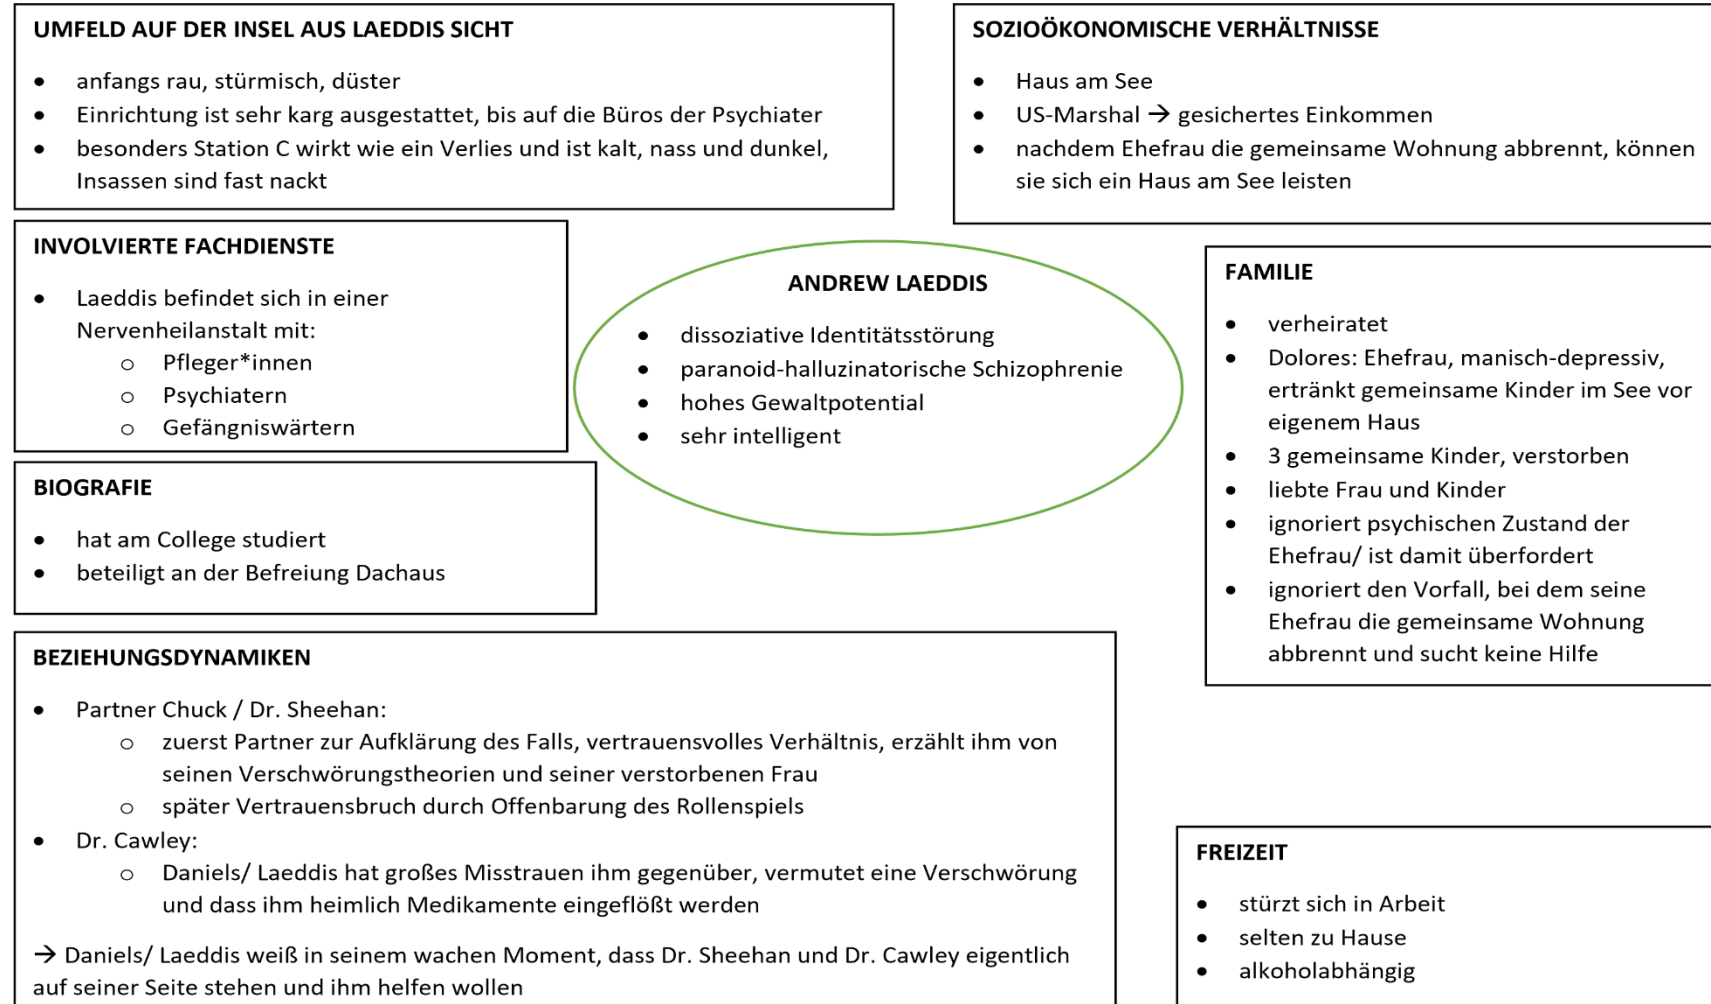 UMFELD AUF DER INSEL AUS LAEDDIS SICHT
• anfangs rau, stürmisch, düster
• Einrichtung ist sehr karg ausgestattet, bis auf die Büros der Psychiater
• besonders Station C wirkt wie ein Verlies und ist kalt, nass und dunkel,
Insassen sind fast nackt
SOZIOÖKONOMISCHE VERHÄLTNISSE
• Haus am See
• US-Marshal → gesichertes Einkommen
• nachdem Ehefrau die gemeinsame Wohnung abbrennt, können
sie sich ein Haus am See leisten
INVOLVIERTE FACHDIENSTE
• Laeddis befindet sich in einer
Nervenheilanstalt mit:
o Pfleger*innen
o Psychiatern
o Gefängniswärtern
ANDREW LAEDDIS
• dissoziative Identitätsstörung
• paranoid-halluzinatorische Schizophrenie
• hohes Gewaltpotential
• sehr intelligent
FAMILIE
• verheiratet
• Dolores: Ehefrau, manisch-depressiv,
ertränkt gemeinsame Kinder im See vor
eigenem Haus
• 3 gemeinsame Kinder, verstorben
• liebte Frau und Kinder
• ignoriert psychischen Zustand der
Ehefrau/ ist damit überfordert
• ignoriert den Vorfall, bei dem seine
Ehefrau die gemeinsame Wohnung
abbrennt und sucht keine Hilfe
BIOGRAFIE
• hat am College studiert
• beteiligt an der Befreiung Dachaus
BEZIEHUNGSDYNAMIKEN
• Partner Chuck / Dr. Sheehan:
o zuerst Partner zur Aufklärung des Falls, vertrauensvolles Verhältnis, erzählt ihm von
seinen Verschwörungstheorien und seiner verstorbenen Frau
o später Vertrauensbruch durch Offenbarung des Rollenspiels
• Dr. Cawley:
o Daniels/ Laeddis hat großes Misstrauen ihm gegenüber, vermutet eine Verschwörung
und dass ihm heimlich Medikamente eingeflößt werden
→ Daniels/ Laeddis weiß in seinem wachen Moment, dass Dr. Sheehan und Dr. Cawley eigentlich
auf seiner Seite stehen und ihm helfen wollen
FREIZEIT
• stürzt sich in Arbeit
• selten zu Hause
• alkoholabhängig